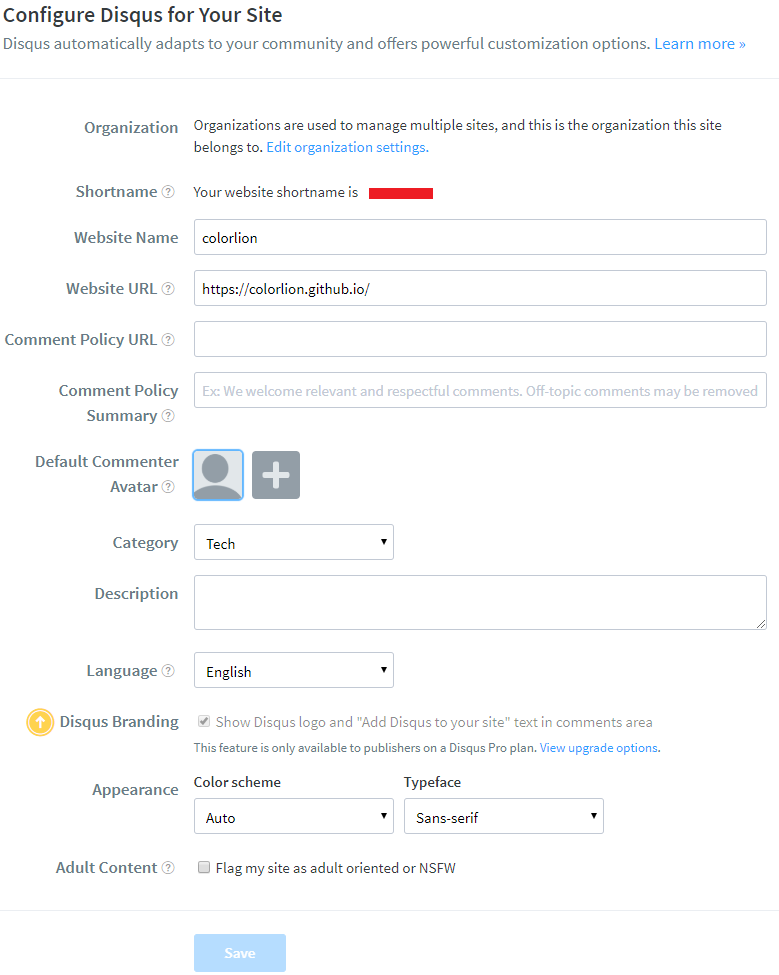 Configure Disqus for Your Site
Disqus automatically adapts to your community and offers powerful customization options. Learn more »
Organization
Organizations are used to manage multiple sites, and this is the organization this site
belongs to. Edit organization settings.
Shortname ?
Your website shortname is
Website Name
colorlion
Website URL ?
https://colorlion.github.io/
Comment Policy URL ?
Comment Policy
Summary ?
Ex: We welcome relevant and respectful comments. Off-topic comments may be removed
Default Commenter
Avatar ?
Category
Tech
Description
Language ?
English
Disqus Branding
Show Disqus logo and "Add Disqus to your site" text in comments area
This feature is only available to publishers on a Disqus Pro plan. View upgrade options.
Appearance
Color scheme
Typeface
Auto
Sans-serif
Adult Content ?
Flag my site as adult oriented or NSFW
Save